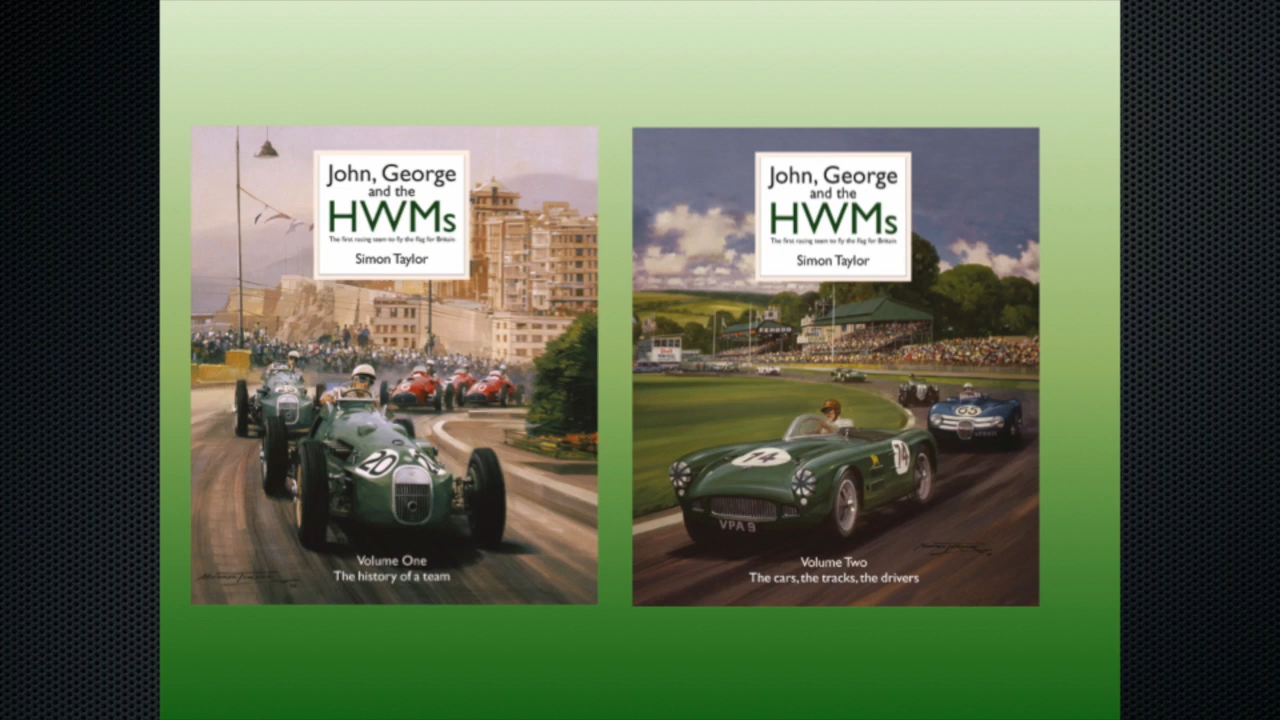 John, George
and the
HWMs
The first racing team to fly the flag for Britain
Simon Taylor
20
Volume One
The history of a team
John, George
and the
HWMs
The first racing team to fly the flag for Britain
Simon Taylor
65
14
74
VPA 9
Volume Two
The cars, the tracks, the drivers